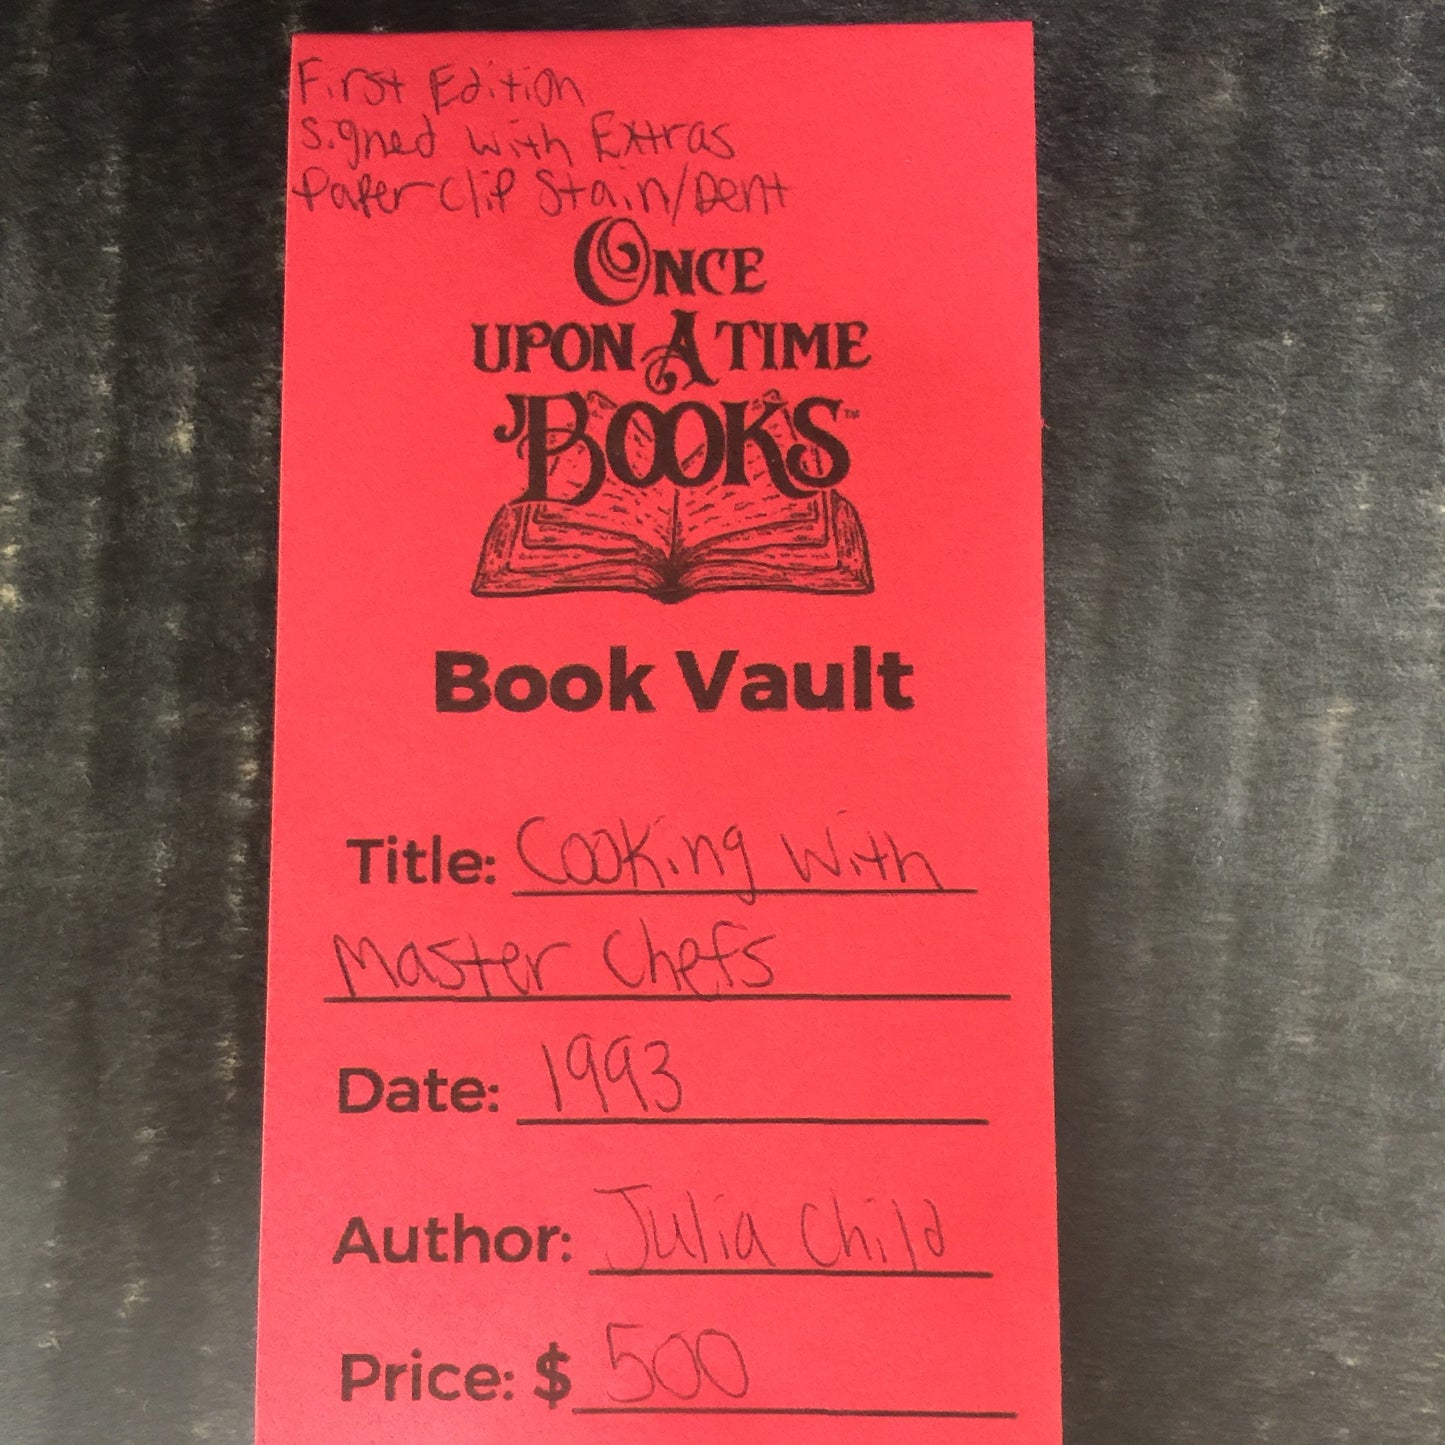 First Edition
Signed with Extras
Paper Clip Stain/Dent
ONCE
UPON A TIME
BOOKS™
Book Vault
Title: Cooking With
Master Chefs
Date: 1993
Author: Julia Child
Price: $ 500